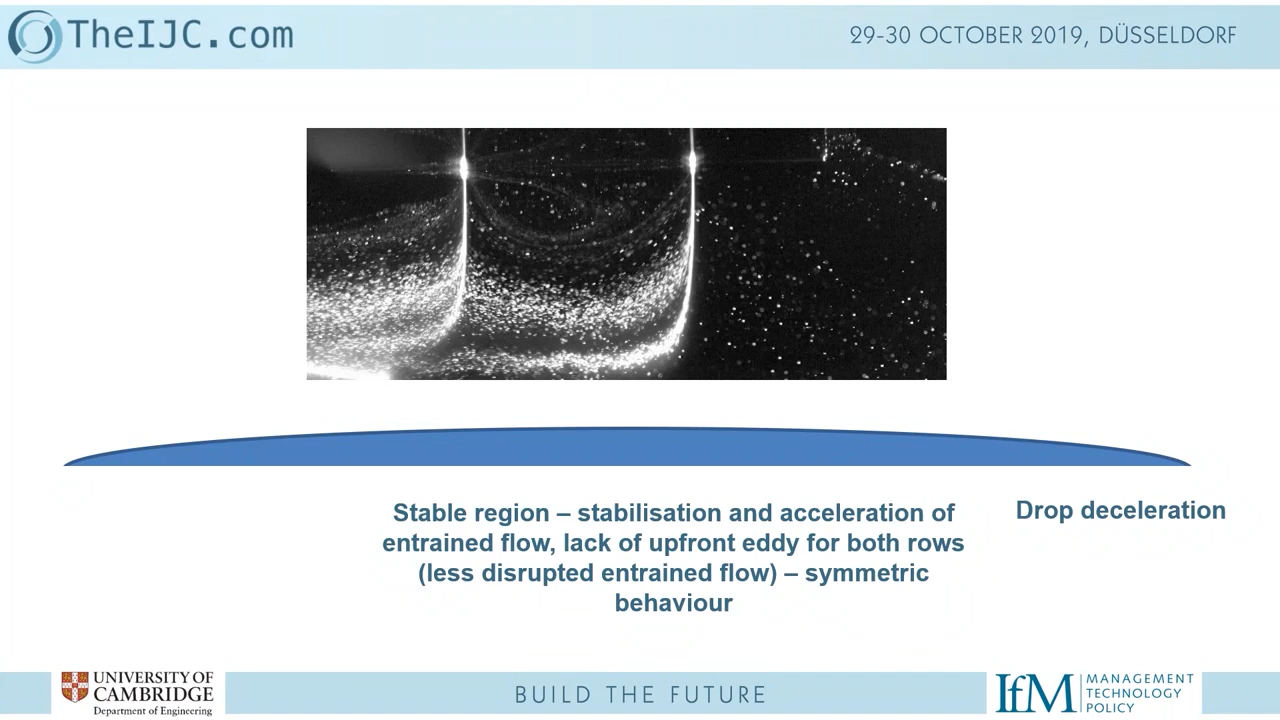 TheIJC.com
29-30 OCTOBER 2019, DÜSSELDORF
Stable region – stabilisation and acceleration of
entrained flow, lack of upfront eddy for both rows
(less disrupted entrained flow) – symmetric
behaviour
Drop deceleration
UNIVERSITY OF
CAMBRIDGE
Department of Engineering
BUILD THE FUTURE
IfM
MANAGEMENT
TECHNOLOGY
POLICY